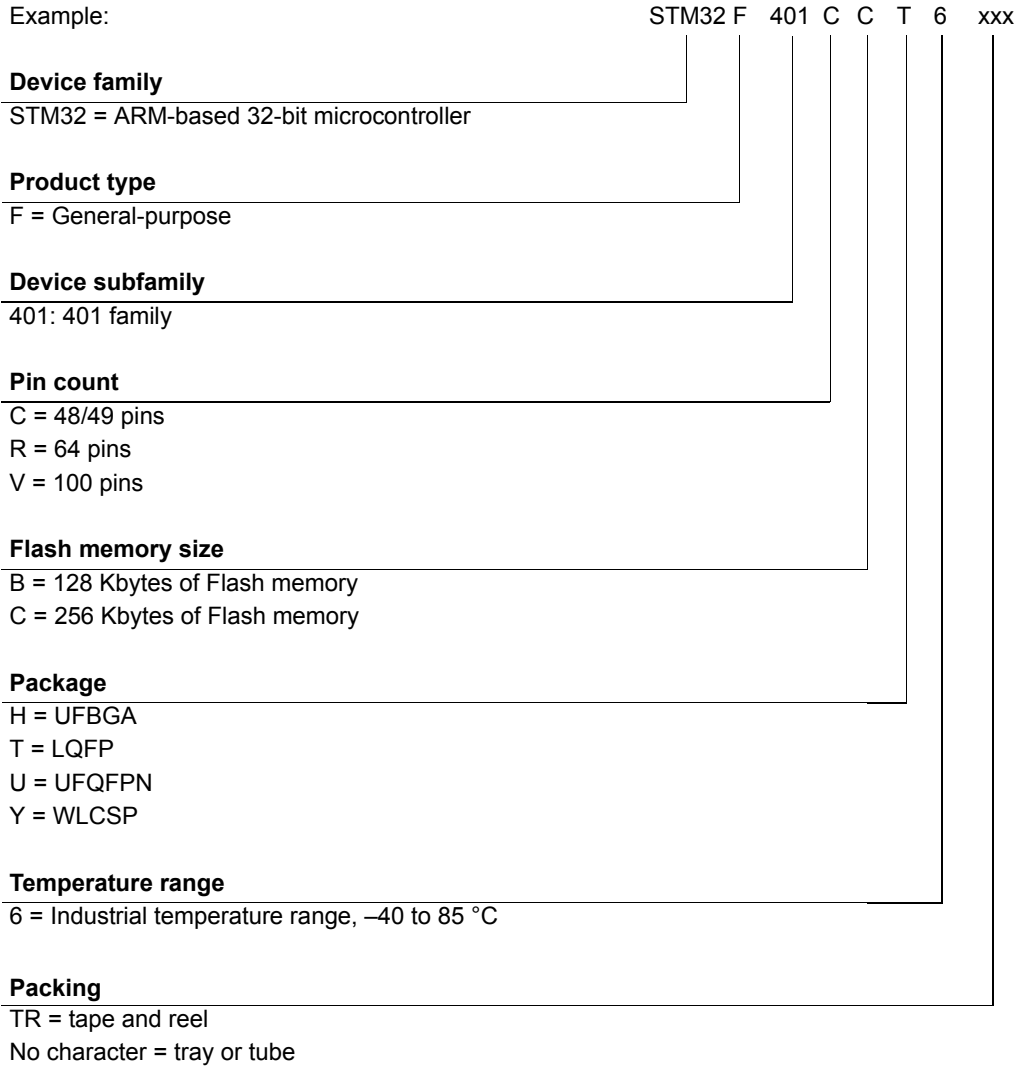 Example: STM32 F 401 C C T 6 xxx
Device family
STM32 = ARM-based 32-bit microcontroller
Product type
F = General-purpose
Device subfamily
401: 401 family
Pin count
C = 48/49 pins
R = 64 pins
V = 100 pins
Flash memory size
B = 128 Kbytes of Flash memory
C = 256 Kbytes of Flash memory
Package
H = UFBGA
T = LQFP
U = UFQFPN
Y = WLCSP
Temperature range
6 = Industrial temperature range, –40 to 85 °C
Packing
TR = tape and reel
No character = tray or tube